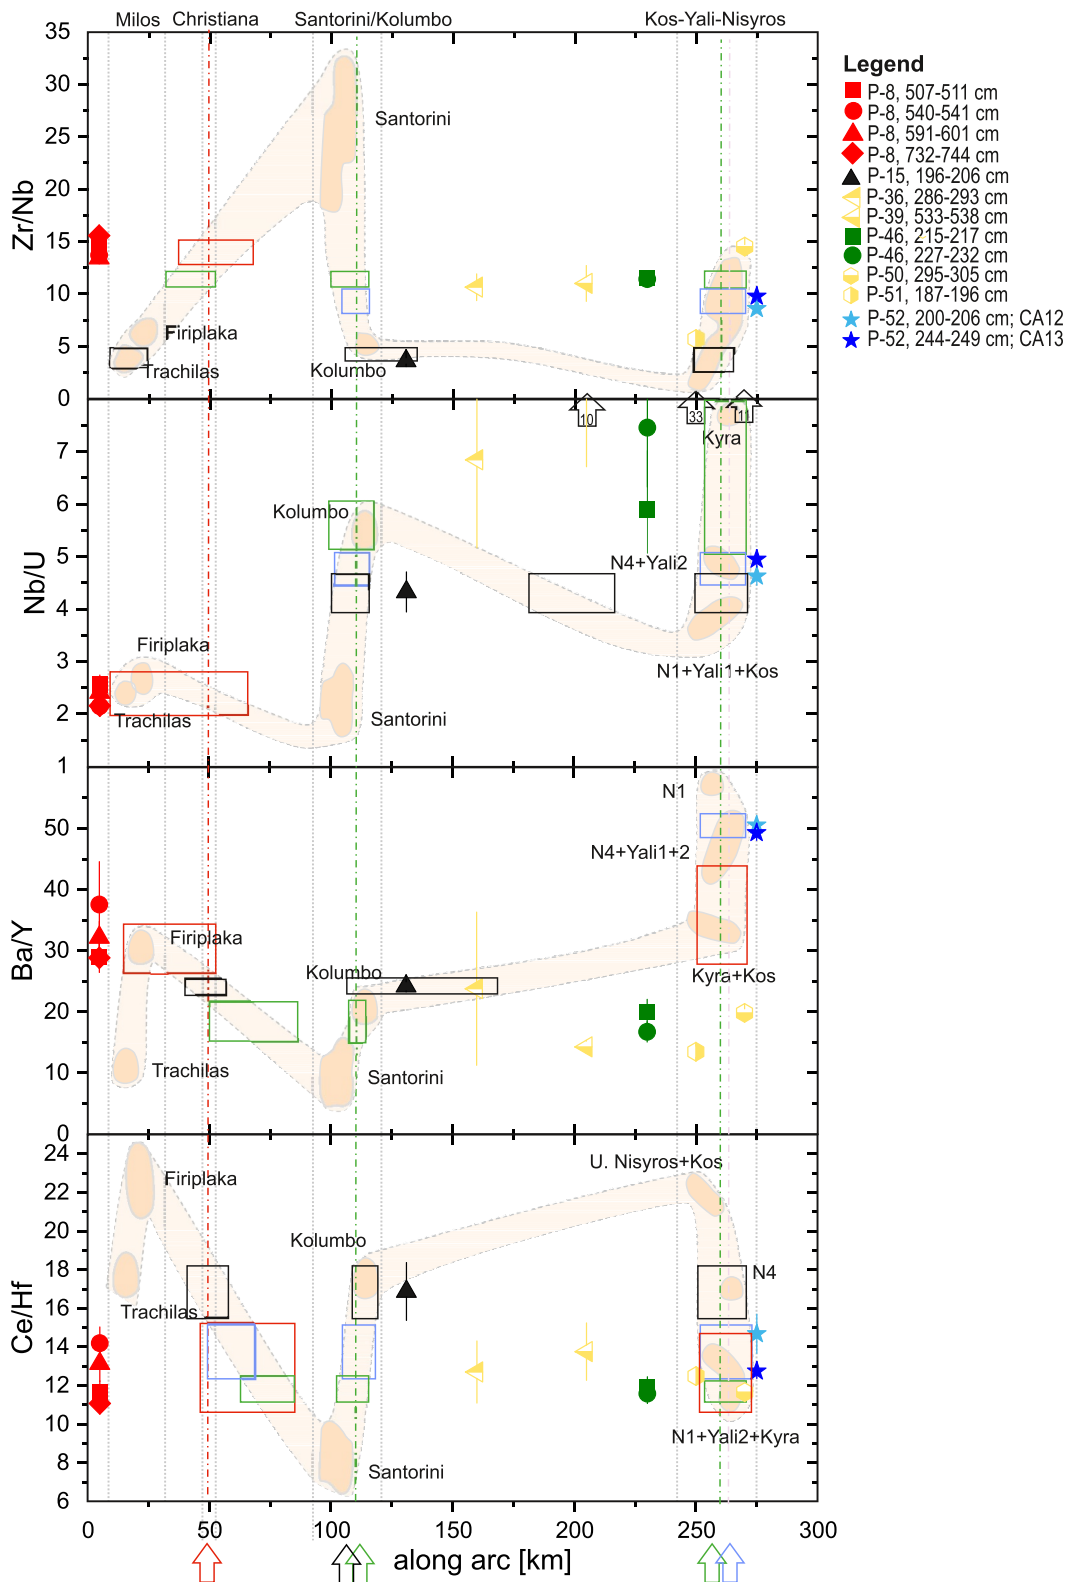 Milos Christiana Santorini/Kolumbo Kos-Yali-Nisyros
Legend
P-8, 507-511 cm
P-8, 540-541 cm
P-8, 591-601 cm
P-8, 732-744 cm
P-15, 196-206 cm
P-36, 286-293 cm
P-39, 533-538 cm
P-46, 215-217 cm
P-46, 227-232 cm
P-50, 295-305 cm
P-51, 187-196 cm
P-52, 200-206 cm; CA12
P-52, 244-249 cm; CA13
Zr/Nb
35
30
25
20
15
10
5
0
Santorini
Firiplaka
Trachilas
Kolumbo
Nb/U
7
6
5
4
3
2
1
10
33
11
Kyra
Kolumbo
N4+Yali2
Firiplaka
N1+Yali1+Kos
Trachilas
Santorini
Ba/Y
50
40
30
20
10
0
N1
N4+Yali1+2
Firiplaka
Kolumbo
Kyra+Kos
Trachilas
Santorini
Ce/Hf
24
22
20
18
16
14
12
10
8
6
U. Nisyros+Kos
Firiplaka
Kolumbo
N4
Trachilas
N1+Yali2+Kyra
Santorini
0 50 100 150 200 250 300
along arc [km]